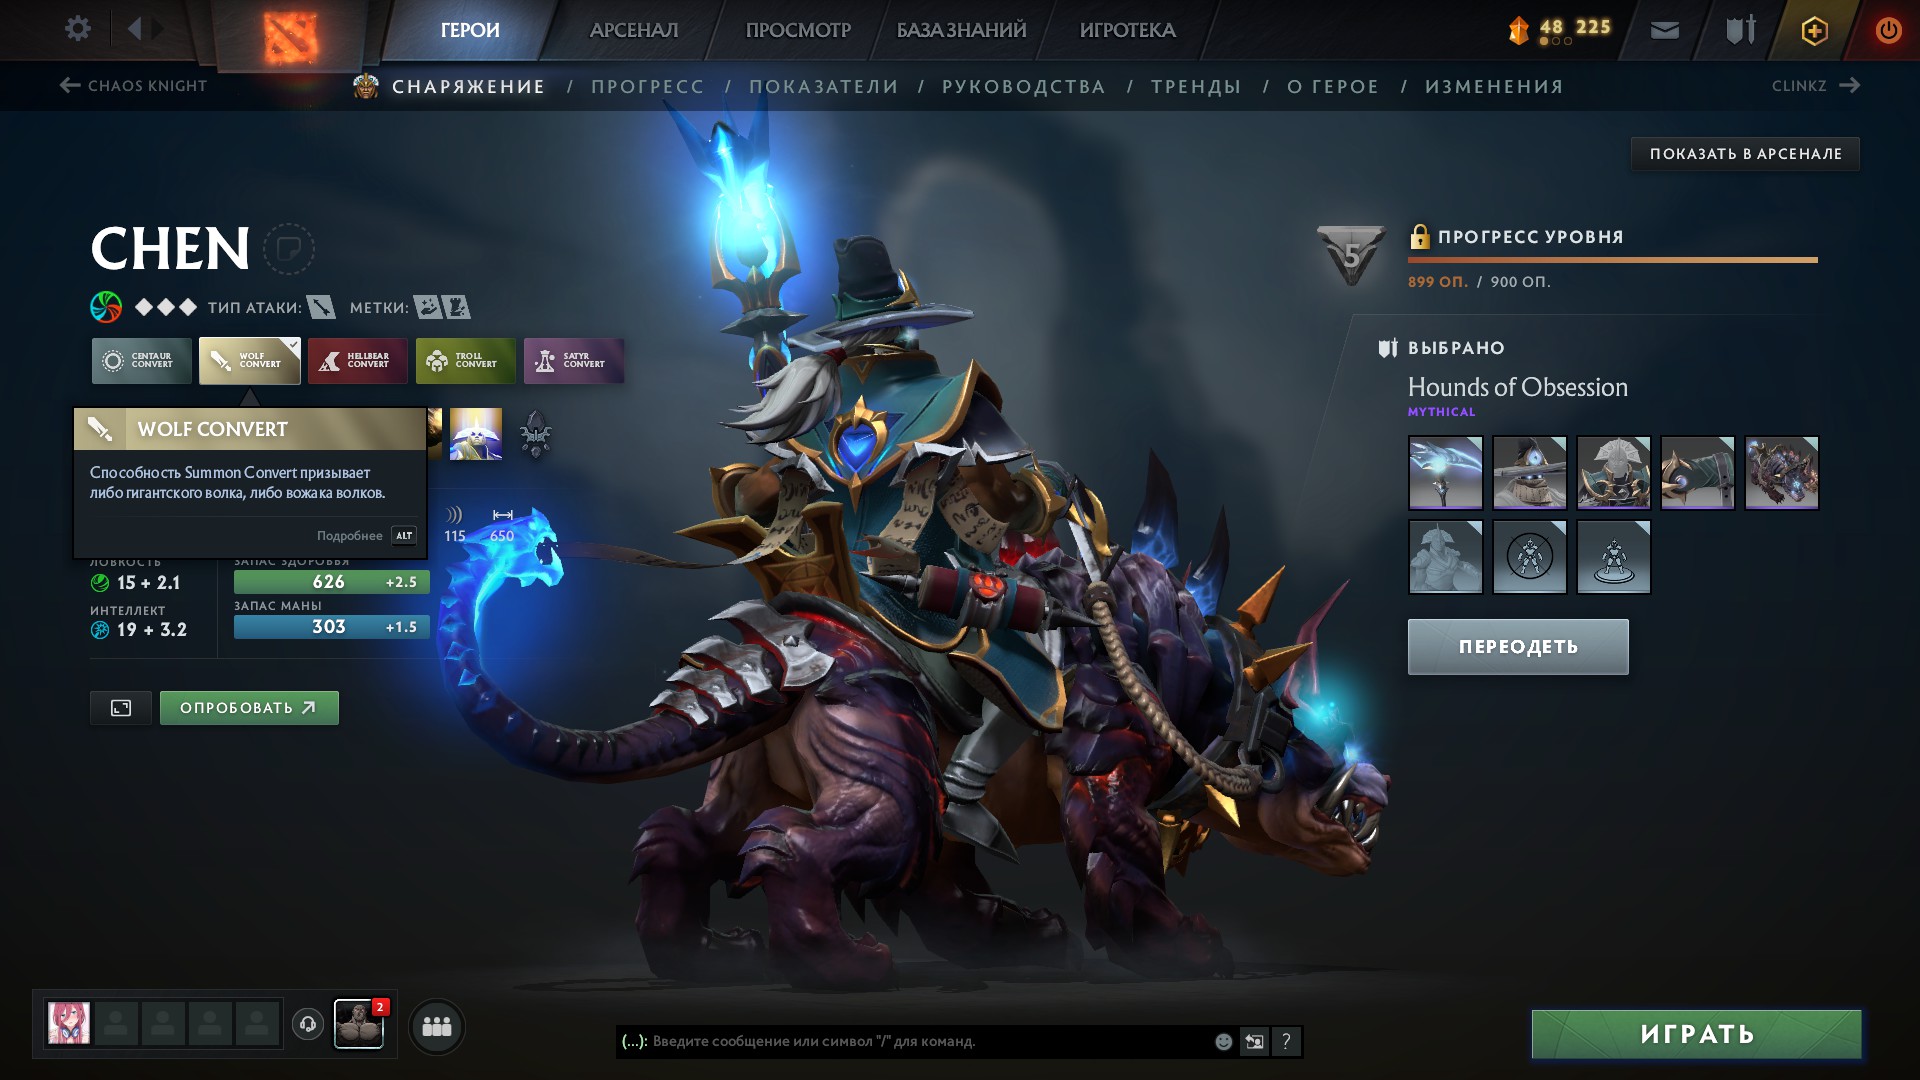 ГЕРОИ
АРСЕНАЛ
ПРОСМОТР
БАЗА ЗНАНИЙ
ИГРОТЕКА
48 225
CHAOS KNIGHT
СНАРЯЖЕНИЕ / ПРОГРЕСС / ПОКАЗАТЕЛИ / РУКОВОДСТВА / ТРЕНДЫ / О ГЕРОЕ / ИЗМЕНЕНИЯ
CLINKZ
ПОКАЗАТЬ В АРСЕНАЛЕ
CHEN
ТИП АТАКИ:
МЕТКИ:
CENTAUR CONVERT
WOLF CONVERT
HELLBEAR CONVERT
TROLL CONVERT
SATYR CONVERT
WOLF CONVERT
Способность Summon Convert призывает
либо гигантского волка, либо вожака волков.
Подробнее ALT
115 650
ЛОВКОСТЬ
15 + 2.1
ИНТЕЛЛЕКТ
19 + 3.2
ЗАПАС ЗДОРОВЬЯ
626 +2.5
ЗАПАС МАНЫ
303 +1.5
ОПРОБОВАТЬ
5
ПРОГРЕСС УРОВНЯ
899 ОП. / 900 ОП.
ВЫБРАНО
Hounds of Obsession
MYTHICAL
ПЕРЕОДЕТЬ
2
(...): Введите сообщение или символ "/" для команд.
?
ИГРАТЬ